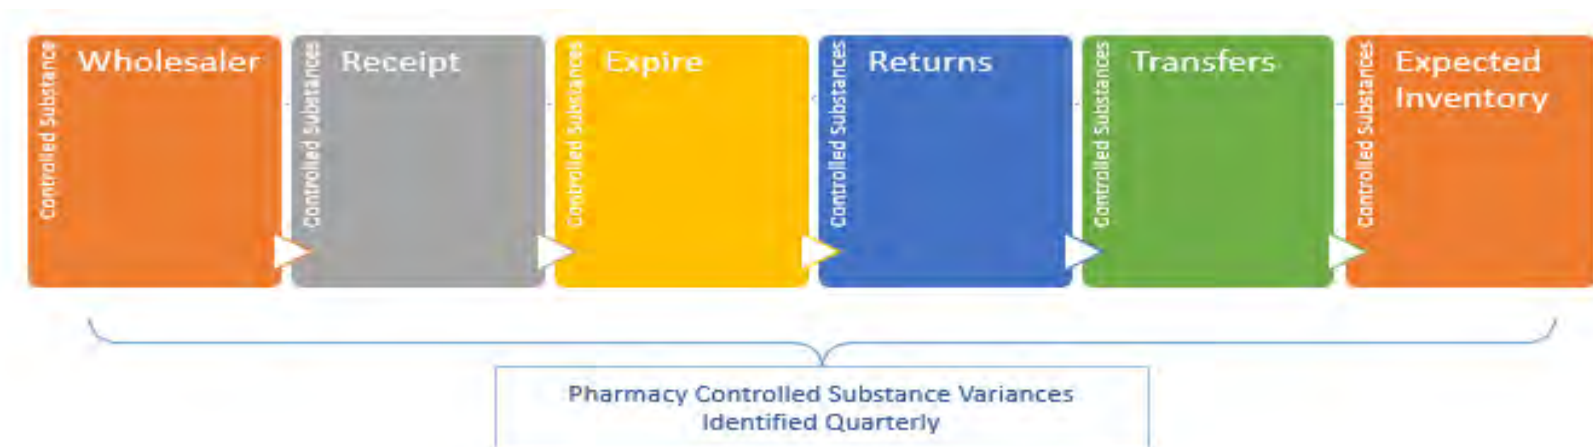 Controlled Substance
Wholesaler
Controlled Substances
Receipt
Controlled Substances
Expire
Controlled Substances
Returns
Controlled Substances
Transfers
Controlled Substances
Expected
Inventory
Pharmacy Controlled Substance Variances
Identified Quarterly